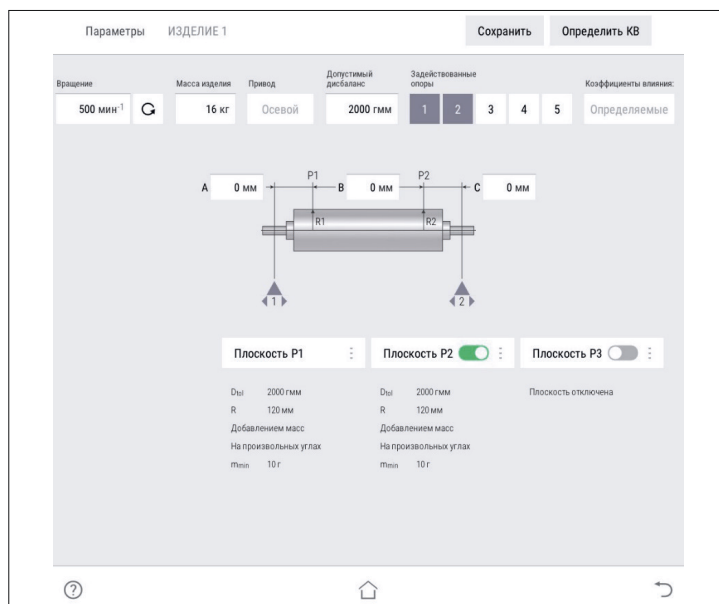 Параметры ИЗДЕЛИЕ 1 Сохранить Определить КВ
Вращение Масса изделия Привод Допустимый дисбаланс Задействованные опоры Коэффициенты влияния:
500 мин⁻¹ 16 кг Осевой 2000 гмм 1 2 3 4 5 Определяемые
P1 P2
A 0 мм B 0 мм C 0 мм
R1 R2
1 2
Плоскость P1 Плоскость P2 Плоскость P3
Dtol 2000 гмм Dtol 2000 гмм Плоскость отключена
R 120 мм R 120 мм
Добавлением масс Добавлением масс
На произвольных углах На произвольных углах
mmin 10 г mmin 10 г
?